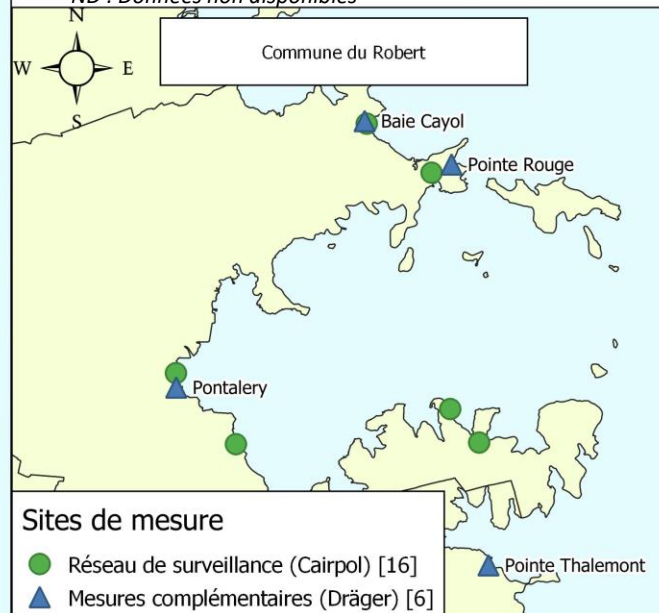 ND : Données non disponibles
N
Commune du Robert
W E
S
Baie Cayol
Pointe Rouge
Pontalery
Sites de mesure
Réseau de surveillance (Cairpol) [16]
Pointe Thalemont
Mesures complémentaires (Dräger) [6]